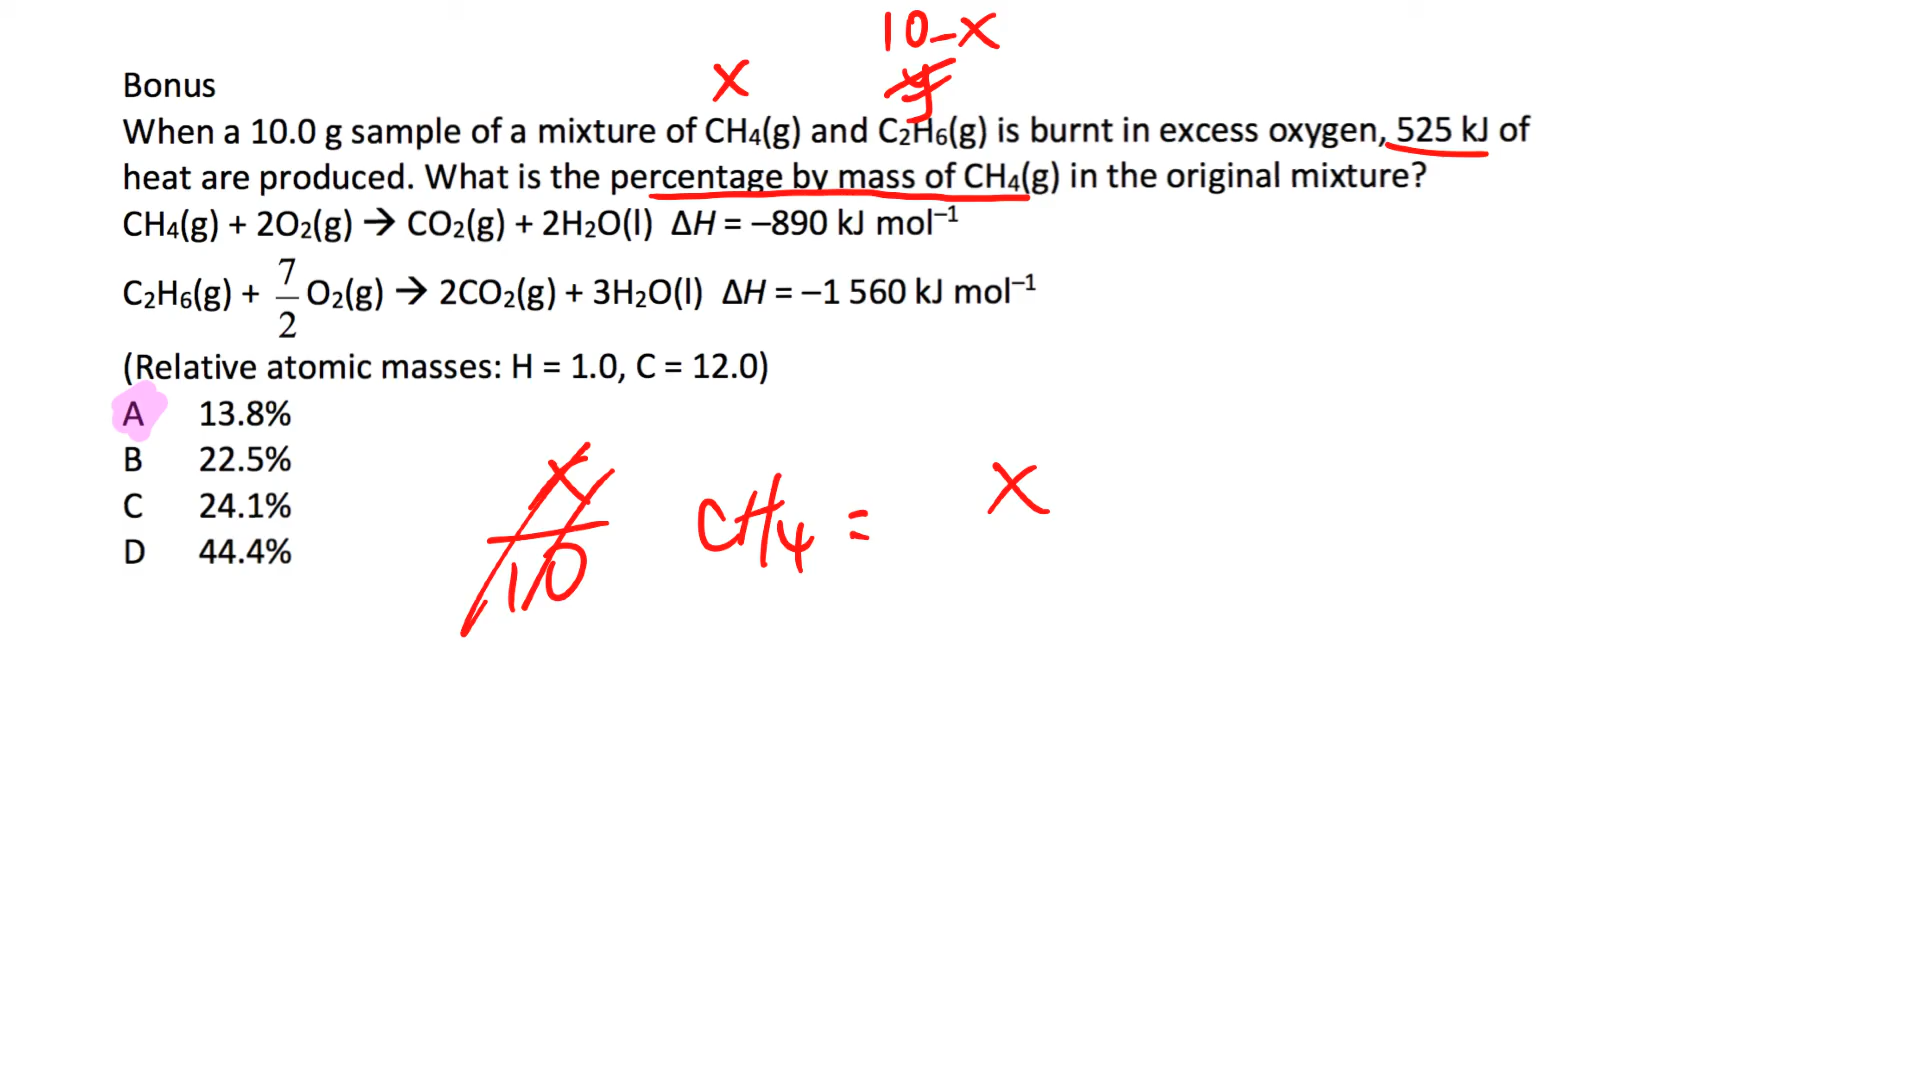 10-x
x y
Bonus
When a 10.0 g sample of a mixture of CH₄(g) and C₂H₆(g) is burnt in excess oxygen, 525 kJ of
heat are produced. What is the percentage by mass of CH₄(g) in the original mixture?
CH₄(g) + 2O₂(g) → CO₂(g) + 2H₂O(l) ΔH = –890 kJ mol⁻¹
C₂H₆(g) + 7/2 O₂(g) → 2CO₂(g) + 3H₂O(l) ΔH = –1 560 kJ mol⁻¹
(Relative atomic masses: H = 1.0, C = 12.0)
A 13.8%
B 22.5%
C 24.1%
D 44.4%
x/10
CH₄ = x